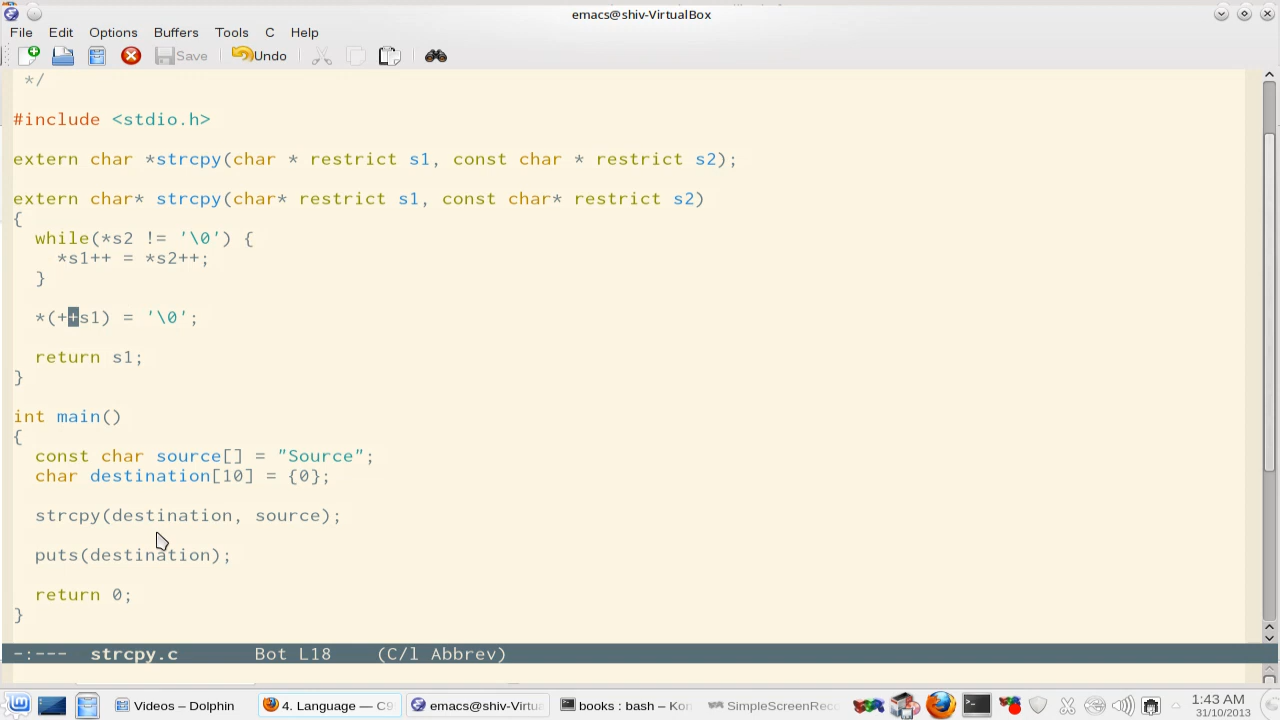 emacs@shiv-VirtualBox
File Edit Options Buffers Tools C Help
Save Undo
*/
#include <stdio.h>
extern char *strcpy(char * restrict s1, const char * restrict s2);
extern char* strcpy(char* restrict s1, const char* restrict s2)
{
  while(*s2 != '\0') {
    *s1++ = *s2++;
  }
  *(++s1) = '\0';
  return s1;
}
int main()
{
  const char source[] = "Source";
  char destination[10] = {0};
  strcpy(destination, source);
  puts(destination);
  return 0;
}
-:--- strcpy.c Bot L18 (C/l Abbrev)
Videos – Dolphin 4. Language — C9 emacs@shiv-Virtu books : bash – Kon SimpleScreenReco 1:43 AM
31/10/2013